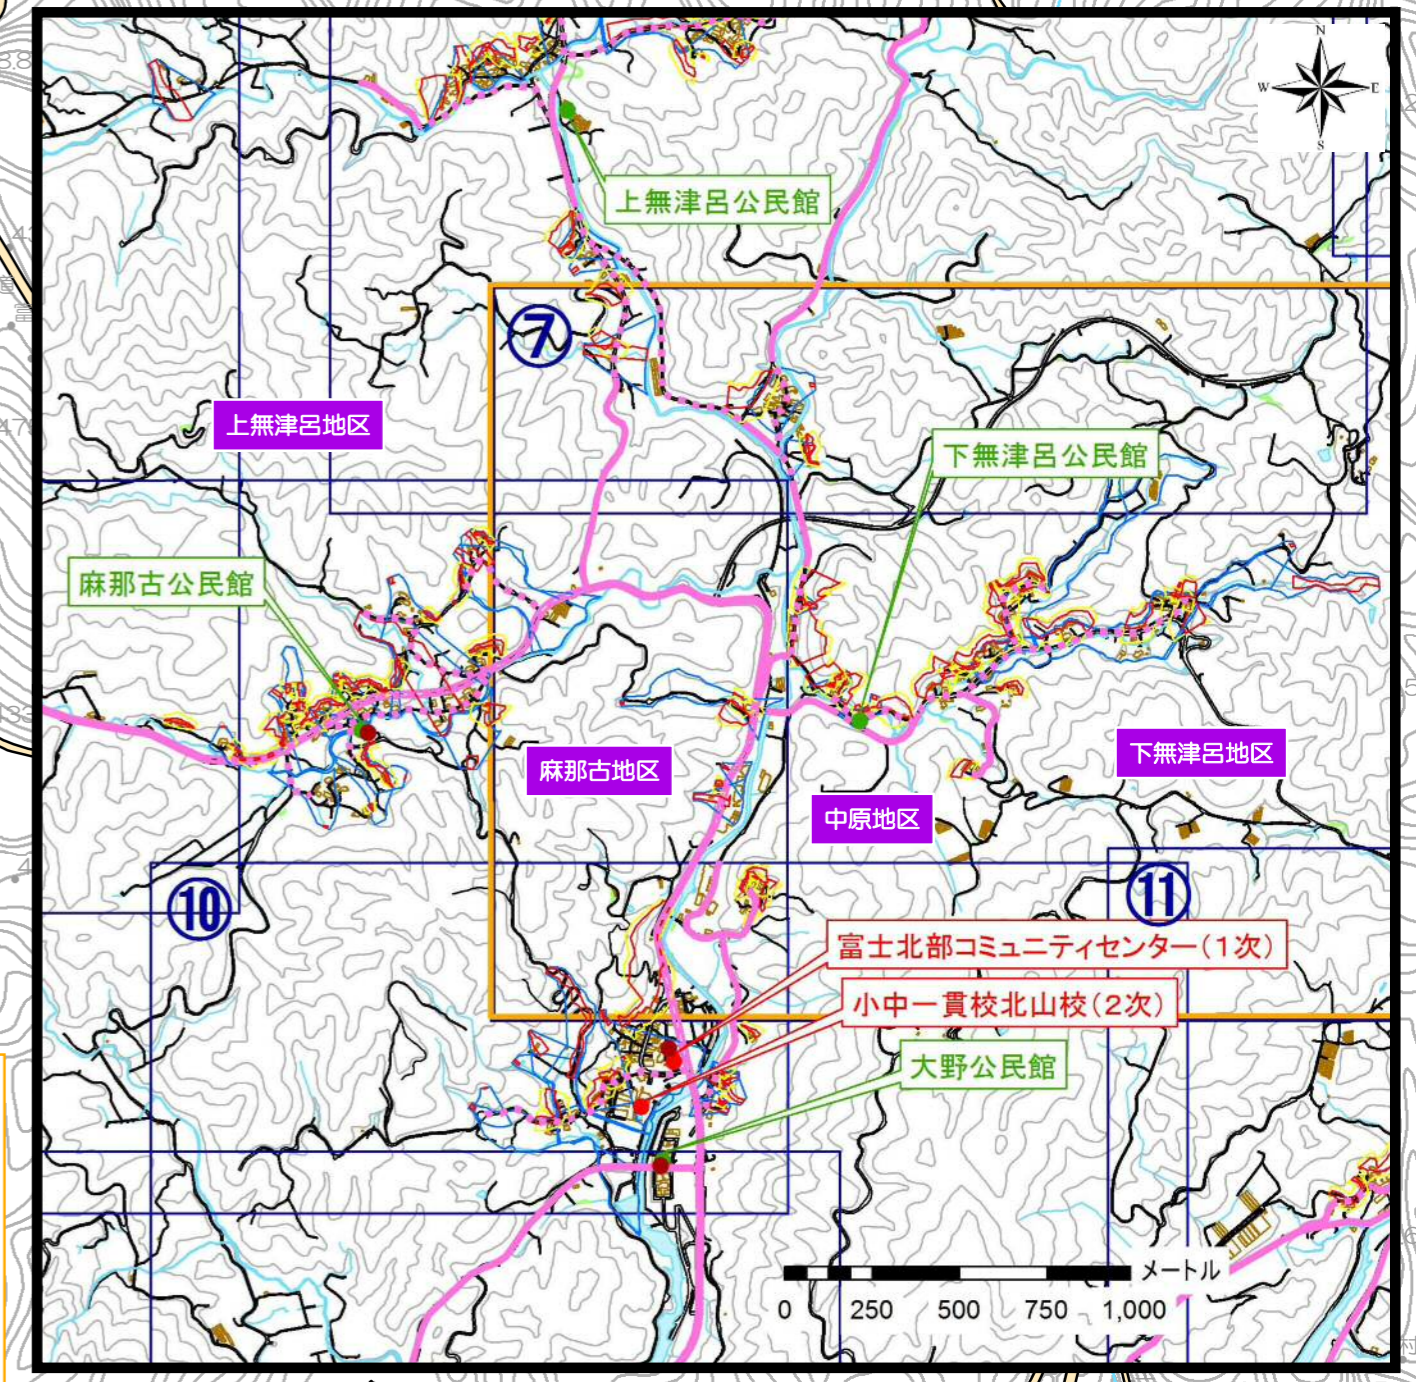 N
W
E
S
上無津呂公民館
⑦
上無津呂地区
下無津呂公民館
麻那古公民館
麻那古地区
下無津呂地区
中原地区
⑩
⑪
富士北部コミュニティセンター(1次)
小中一貫校北山校(2次)
大野公民館
メートル
0 250 500 750 1,000